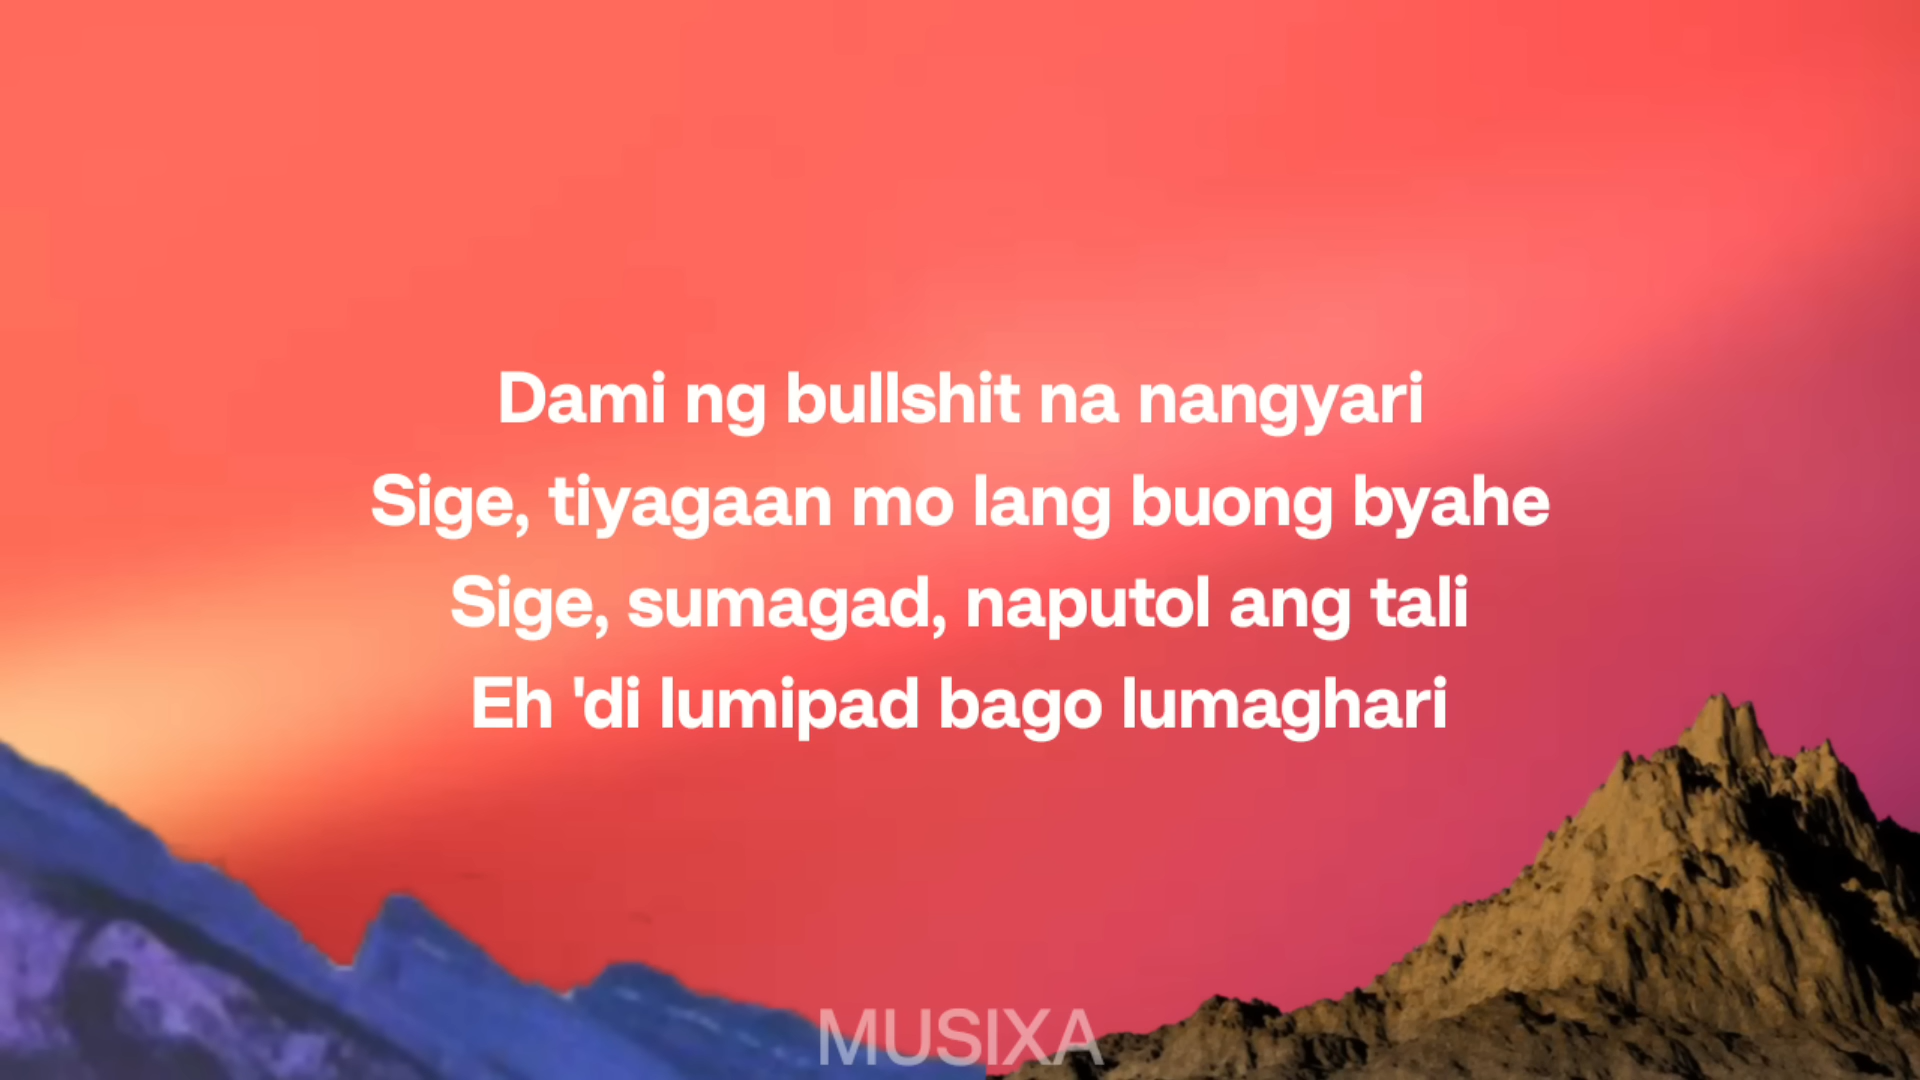 Dami ng bullshit na nangyari
Sige, tiyagaan mo lang buong byahe
Sige, sumagad, naputol ang tali
Eh 'di lumipad bago lumaghari
MUSIXA